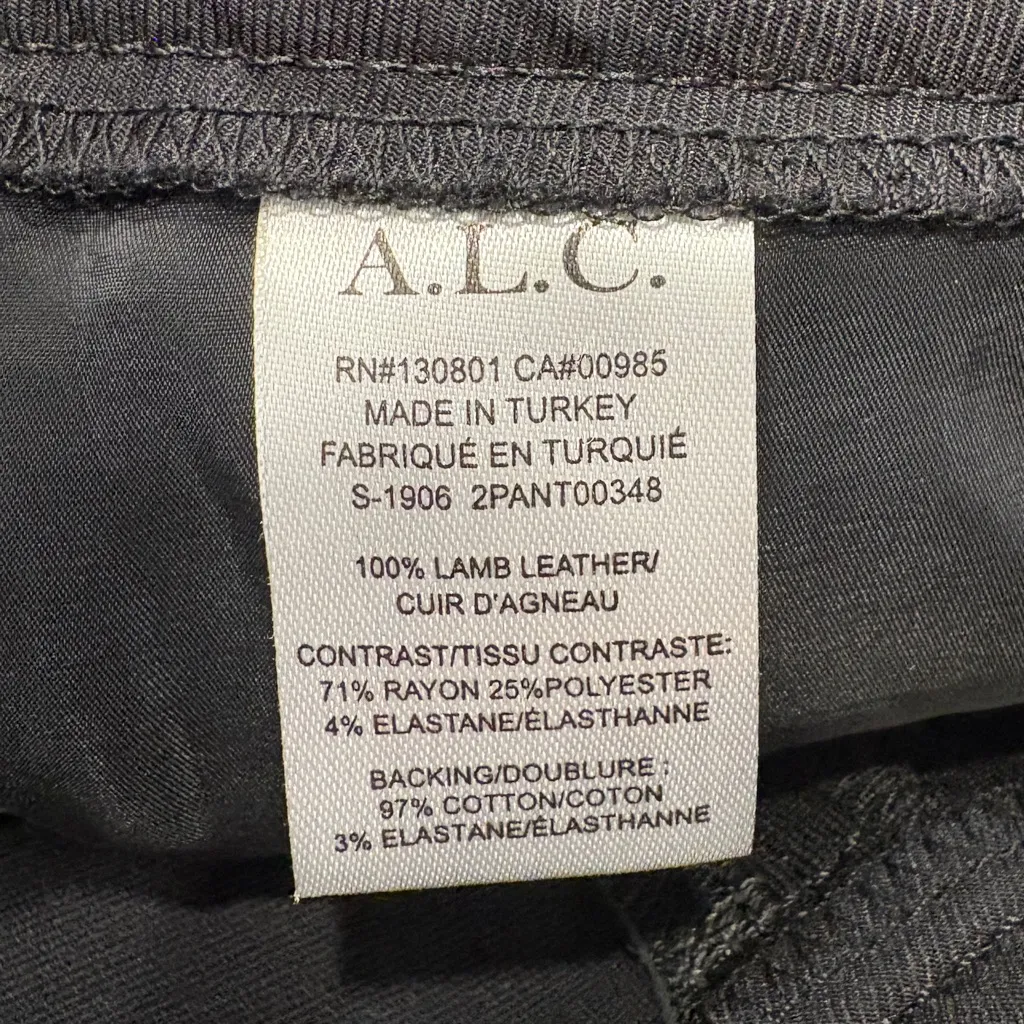 A.L.C.
RN#130801 CA#00985
MADE IN TURKEY
FABRIQUÉ EN TURQUIÉ
S-1906 2PANT00348
100% LAMB LEATHER/
CUIR D'AGNEAU
CONTRAST/TISSU CONTRASTE:
71% RAYON 25%POLYESTER
4% ELASTANE/ÉLASTHANNE
BACKING/DOUBLURE :
97% COTTON/COTON
3% ELASTANE/ÉLASTHANNE